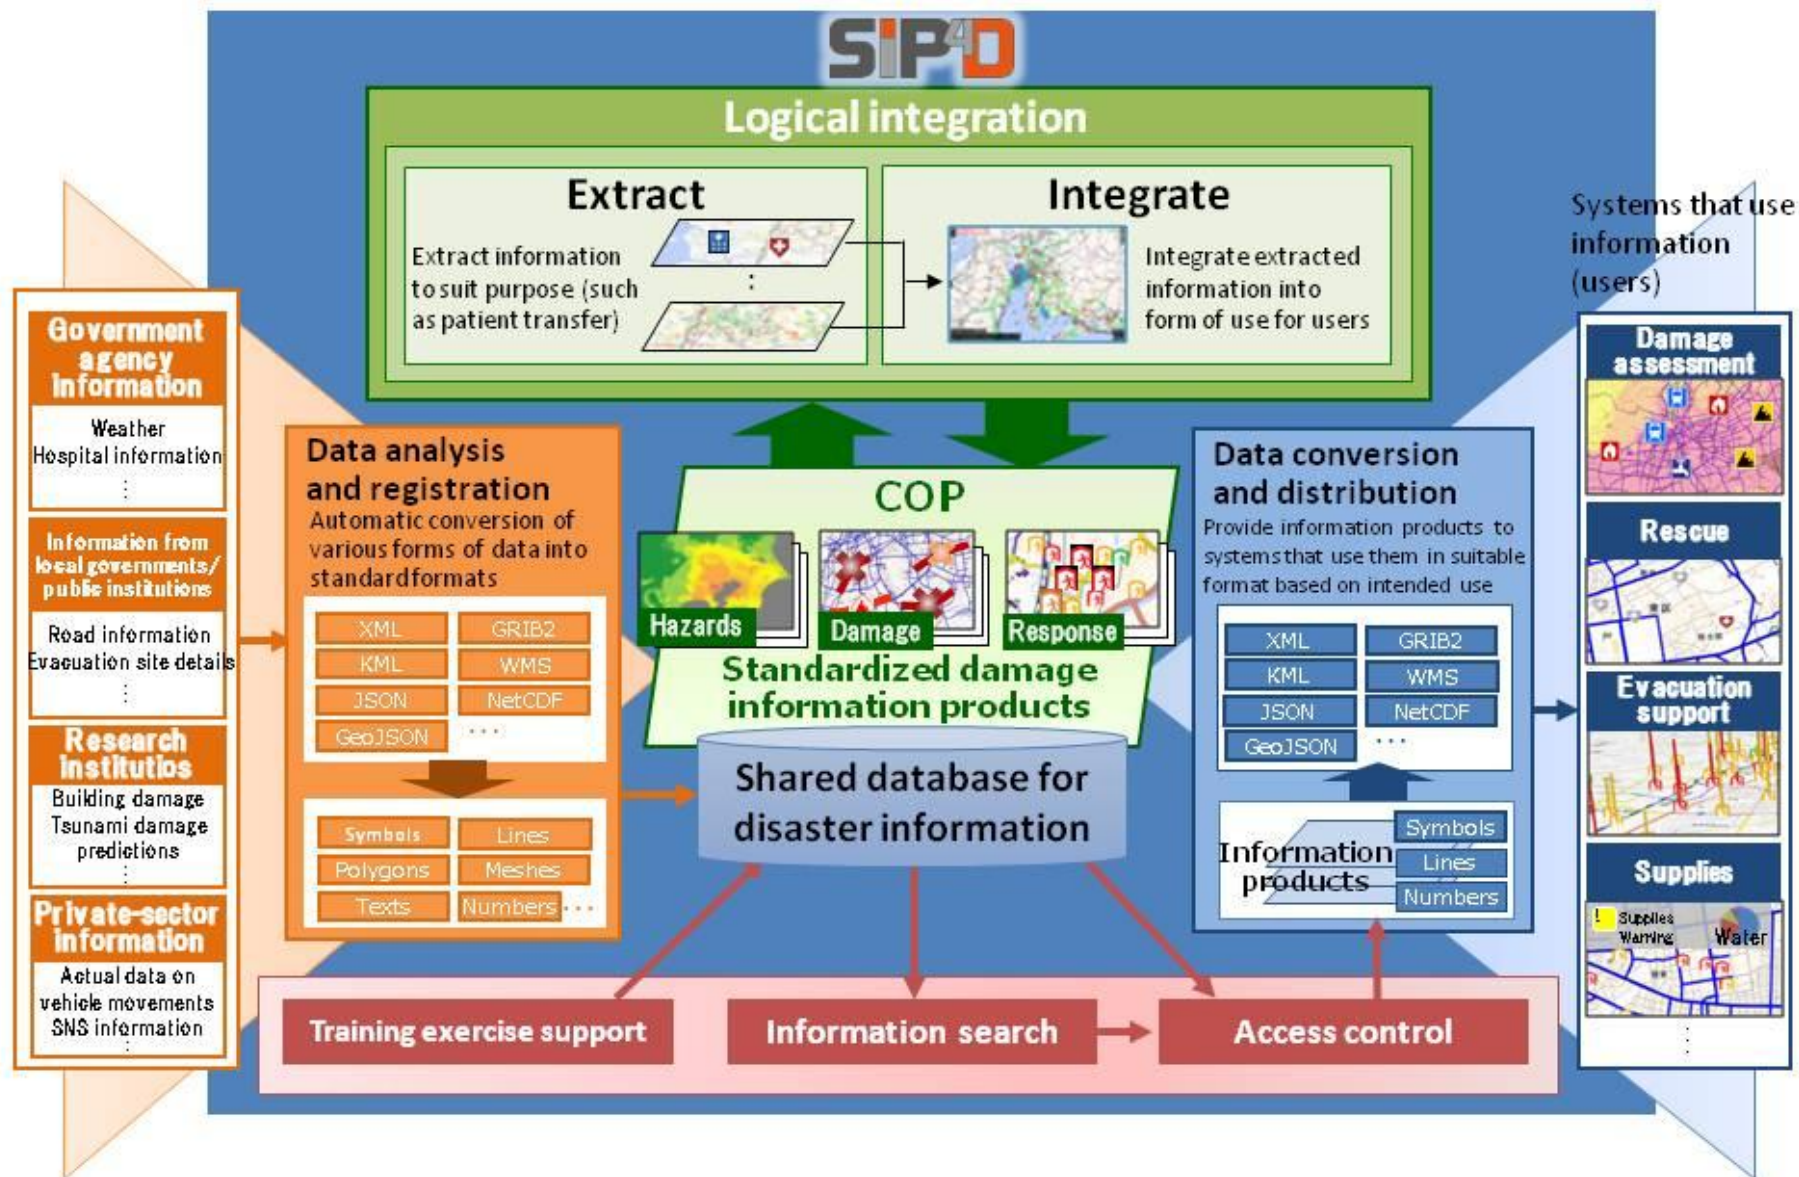 SiP4D
Logical integration
Extract
Extract information
to suit purpose (such
as patient transfer)
Integrate
Integrate extracted
information into
form of use for users
Government
agency
information
Weather
Hospital information
Information from
local governments/
public institutions
Road information
Evacuation site details
Research
institutios
Building damage
Tsunami damage
predictions
Private-sector
information
Actual data on
vehicle movements
SNS information
Data analysis
and registration
Automatic conversion of
various forms of data into
standard formats
XML
GRIB2
KML
WMS
JSON
NetCDF
GeoJSON
...
Symbols
Lines
Polygons
Meshes
Texts
Numbers ...
COP
Hazards
Damage
Response
Standardized damage
information products
Shared database for
disaster information
Data conversion
and distribution
Provide information products to
systems that use them in suitable
format based on intended use
XML
GRIB2
KML
WMS
JSON
NetCDF
GeoJSON
...
Information
products
Symbols
Lines
Numbers
Training exercise support
Information search
Access control
Systems that use
information
(users)
Damage
assessment
Rescue
Evacuation
support
Supplies
! Supplies
Warning
Water